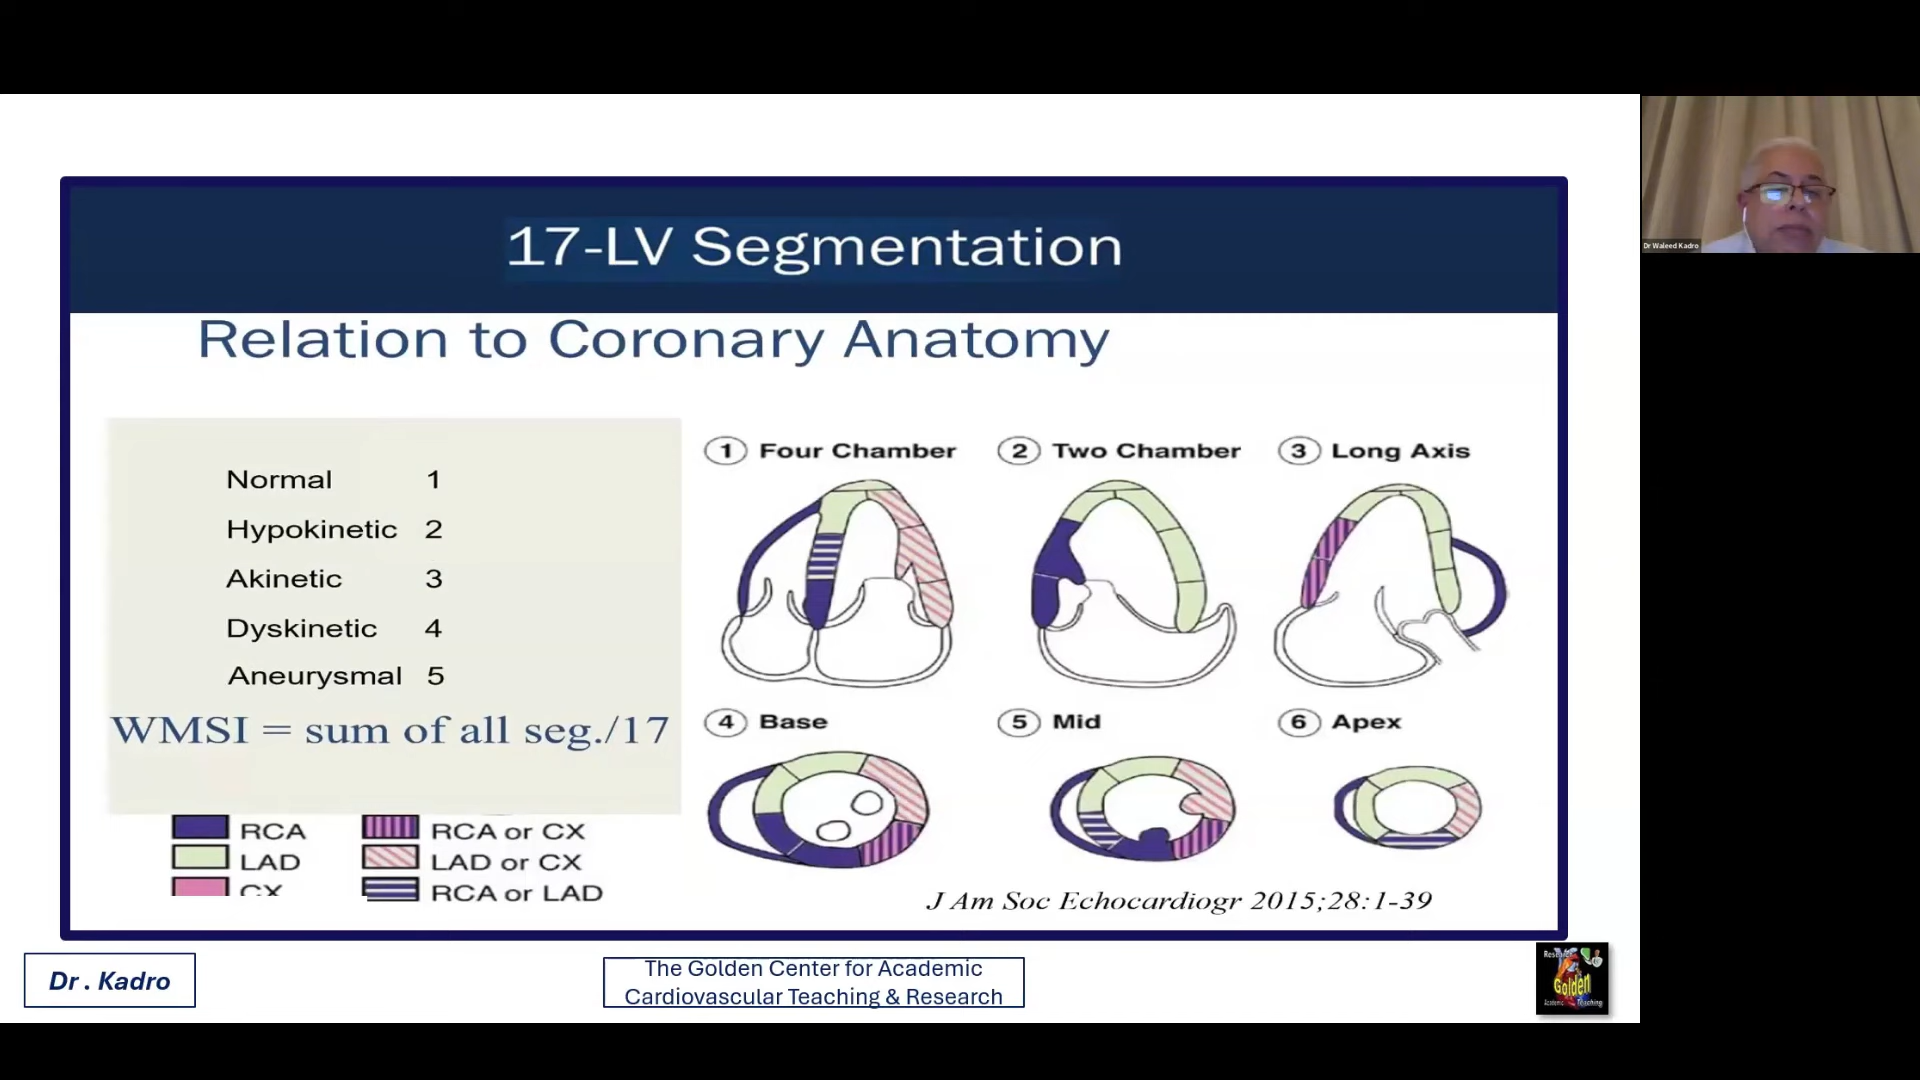 17-LV Segmentation
Relation to Coronary Anatomy
Normal 1
Hypokinetic 2
Akinetic 3
Dyskinetic 4
Aneurysmal 5
WMSI = sum of all seg./17
RCA
LAD
CX
RCA or CX
LAD or CX
RCA or LAD
1 Four Chamber
2 Two Chamber
3 Long Axis
4 Base
5 Mid
6 Apex
J Am Soc Echocardiogr 2015;28:1-39
Dr . Kadro
The Golden Center for Academic
Cardiovascular Teaching & Research
Golden
Academic Teaching
Dr Waleed Kadro